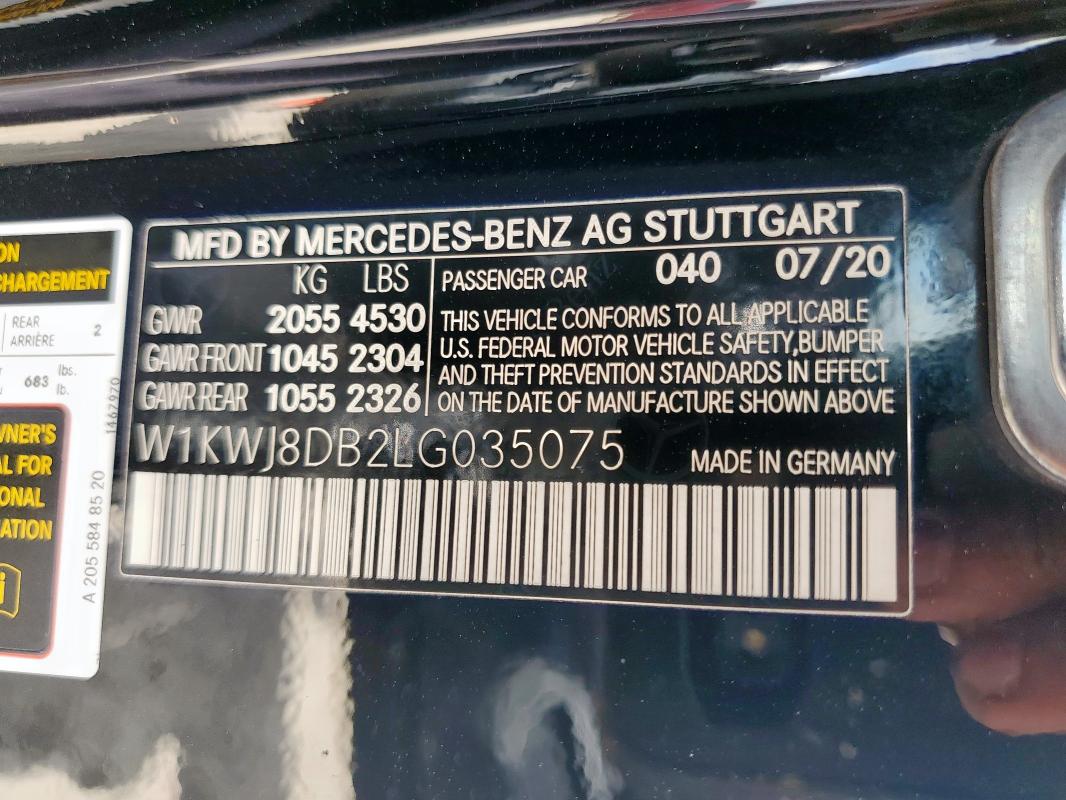 MFD BY MERCEDES-BENZ AG STUTTGART
KG LBS
GVWR 2055 4530
GAWR FRONT 1045 2304
GAWR REAR 1055 2326
PASSENGER CAR 040 07/20
THIS VEHICLE CONFORMS TO ALL APPLICABLE
U.S. FEDERAL MOTOR VEHICLE SAFETY,BUMPER
AND THEFT PREVENTION STANDARDS IN EFFECT
ON THE DATE OF MANUFACTURE SHOWN ABOVE
W1KWJ8DB2LG035075
MADE IN GERMANY
ON
CHARGEMENT
REAR
ARRIÈRE 2
683 lbs.
lb.
1467970
WNER'S
AL FOR
ONAL
ATION
A 205 584 85 20